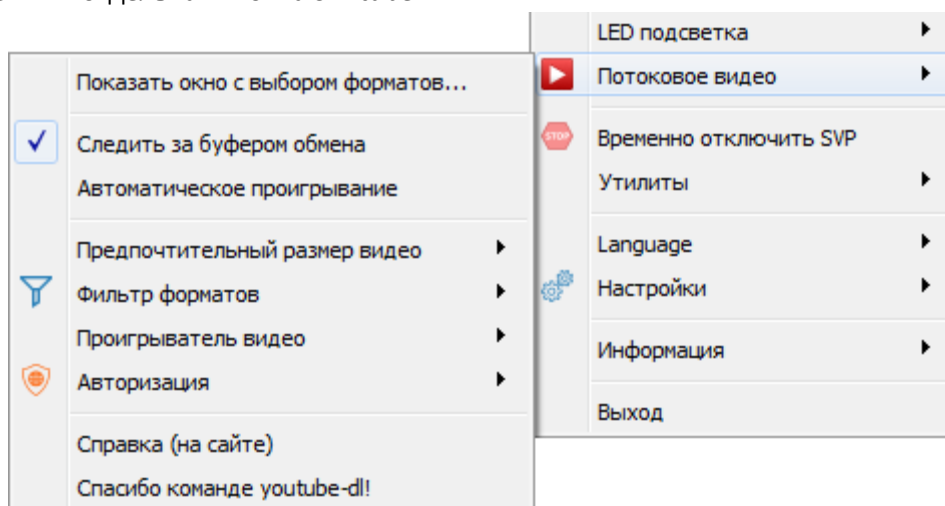 LED подсветка
Потоковое видео
STOP
Временно отключить SVP
Утилиты
Language
Настройки
Информация
Выход
Показать окно с выбором форматов...
Следить за буфером обмена
Автоматическое проигрывание
Предпочтительный размер видео
Фильтр форматов
Проигрыватель видео
Авторизация
Справка (на сайте)
Спасибо команде youtube-dl!